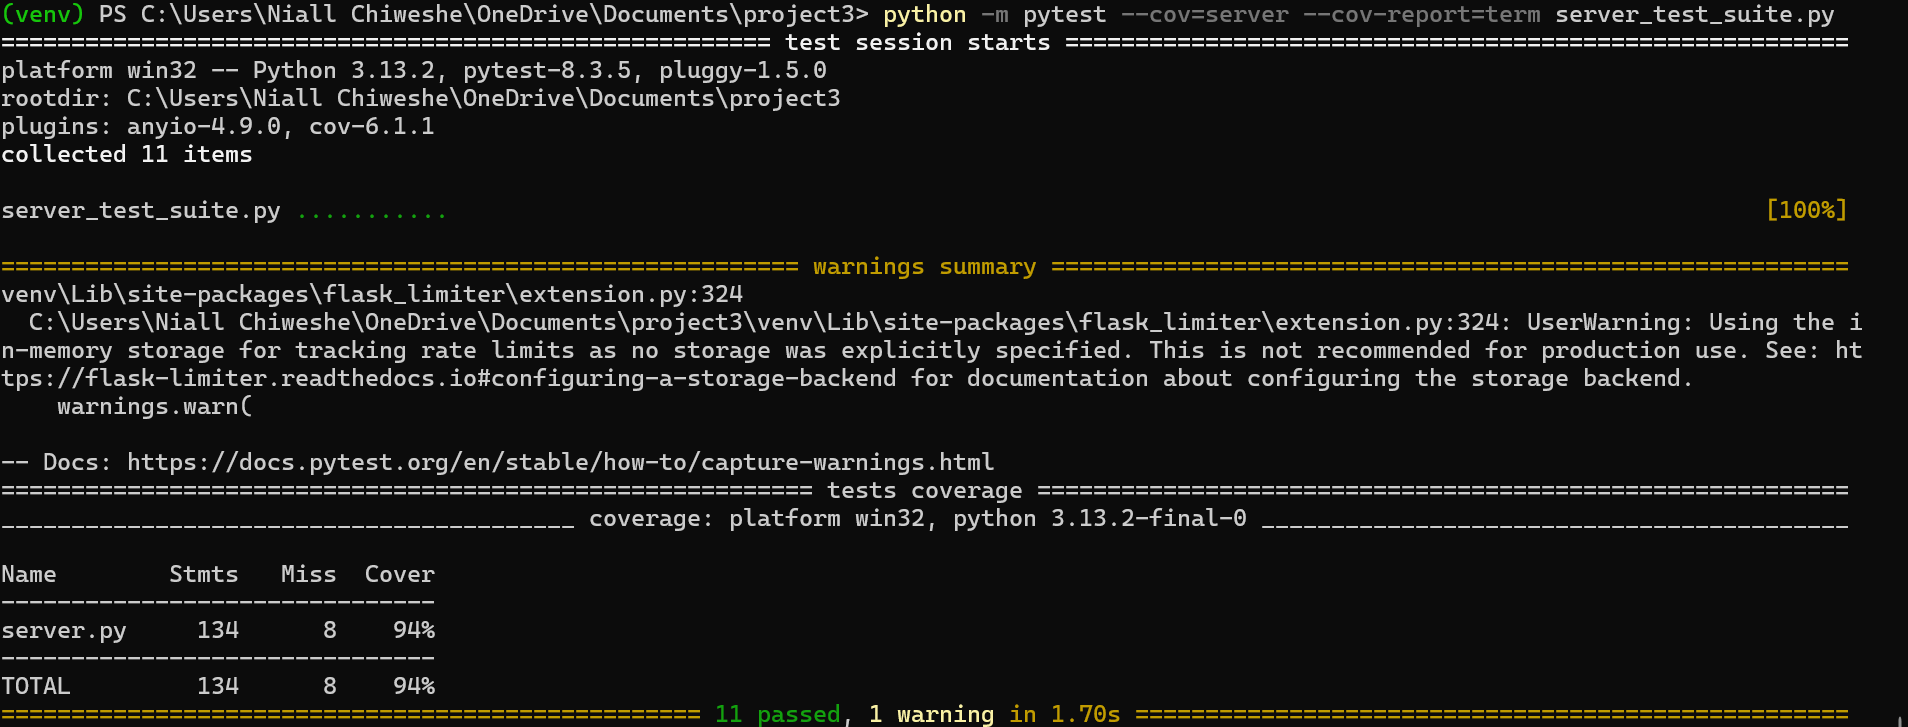 (venv) PS C:\Users\Niall Chiweshe\OneDrive\Documents\project3> python -m pytest --cov=server --cov-report=term server_test_suite.py
======================================================= test session starts ========================================================
platform win32 -- Python 3.13.2, pytest-8.3.5, pluggy-1.5.0
rootdir: C:\Users\Niall Chiweshe\OneDrive\Documents\project3
plugins: anyio-4.9.0, cov-6.1.1
collected 11 items

server_test_suite.py ...........                                                                                              [100%]

========================================================= warnings summary =========================================================
venv\Lib\site-packages\flask_limiter\extension.py:324
  C:\Users\Niall Chiweshe\OneDrive\Documents\project3\venv\Lib\site-packages\flask_limiter\extension.py:324: UserWarning: Using the i
n-memory storage for tracking rate limits as no storage was explicitly specified. This is not recommended for production use. See: ht
tps://flask-limiter.readthedocs.io#configuring-a-storage-backend for documentation about configuring the storage backend.
    warnings.warn(

-- Docs: https://docs.pytest.org/en/stable/how-to/capture-warnings.html
========================================================== tests coverage ==========================================================
_________________________________________ coverage: platform win32, python 3.13.2-final-0 __________________________________________

Name        Stmts   Miss  Cover
-------------------------------
server.py     134      8    94%
-------------------------------
TOTAL         134      8    94%
================================================== 11 passed, 1 warning in 1.70s ===================================================